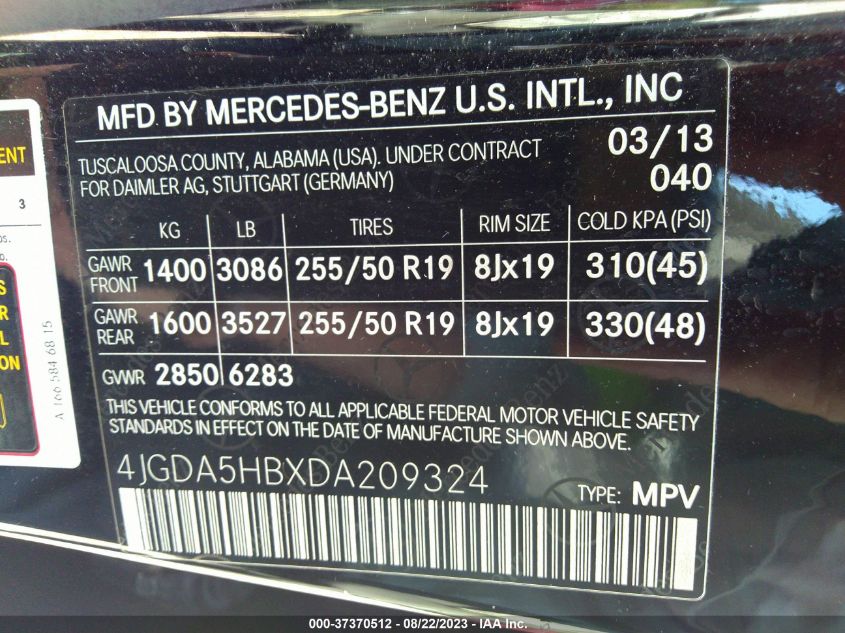 MFD BY MERCEDES-BENZ U.S. INTL., INC
TUSCALOOSA COUNTY, ALABAMA (USA). UNDER CONTRACT
FOR DAIMLER AG, STUTTGART (GERMANY)
03/13
040
KG LB TIRES RIM SIZE COLD KPA (PSI)
GAWR FRONT 1400 3086 255/50 R19 8Jx19 310(45)
GAWR REAR 1600 3527 255/50 R19 8Jx19 330(48)
GVWR 2850 6283
THIS VEHICLE CONFORMS TO ALL APPLICABLE FEDERAL MOTOR VEHICLE SAFETY
STANDARDS IN EFFECT ON THE DATE OF MANUFACTURE SHOWN ABOVE.
4JGDA5HBXDA209324
TYPE: MPV
3
A 166 584 68 15
000-37370512 - 08/22/2023 - IAA Inc.